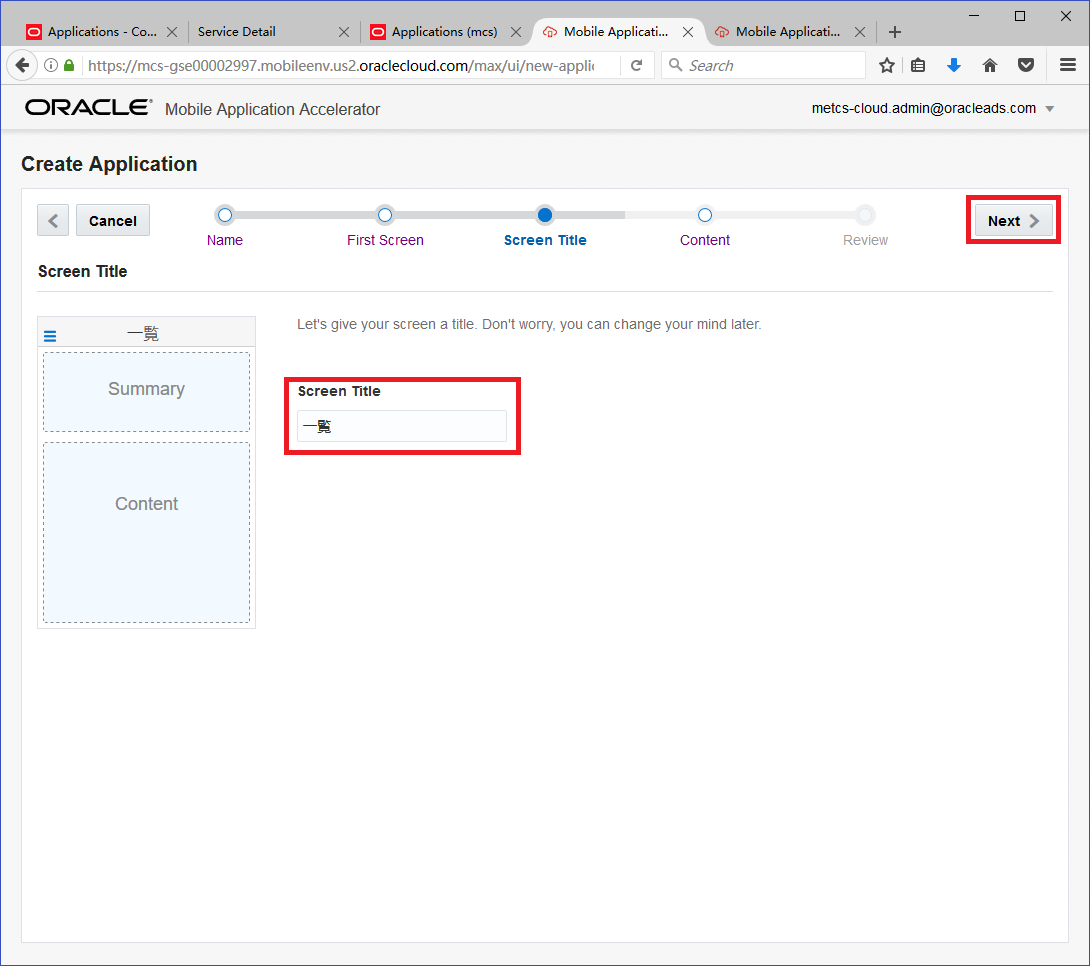 Applications - Co...
Service Detail
Applications (mcs)
Mobile Applicati...
Mobile Applicati...
https://mcs-gse00002997.mobileenv.us2.oraclecloud.com/max/ui/new-applic
Search
ORACLE® Mobile Application Accelerator
metcs-cloud.admin@oracleads.com
Create Application
Cancel
Name
First Screen
Screen Title
Content
Review
Next
Screen Title
一覧
Summary
Content
Let's give your screen a title. Don't worry, you can change your mind later.
Screen Title
一覧